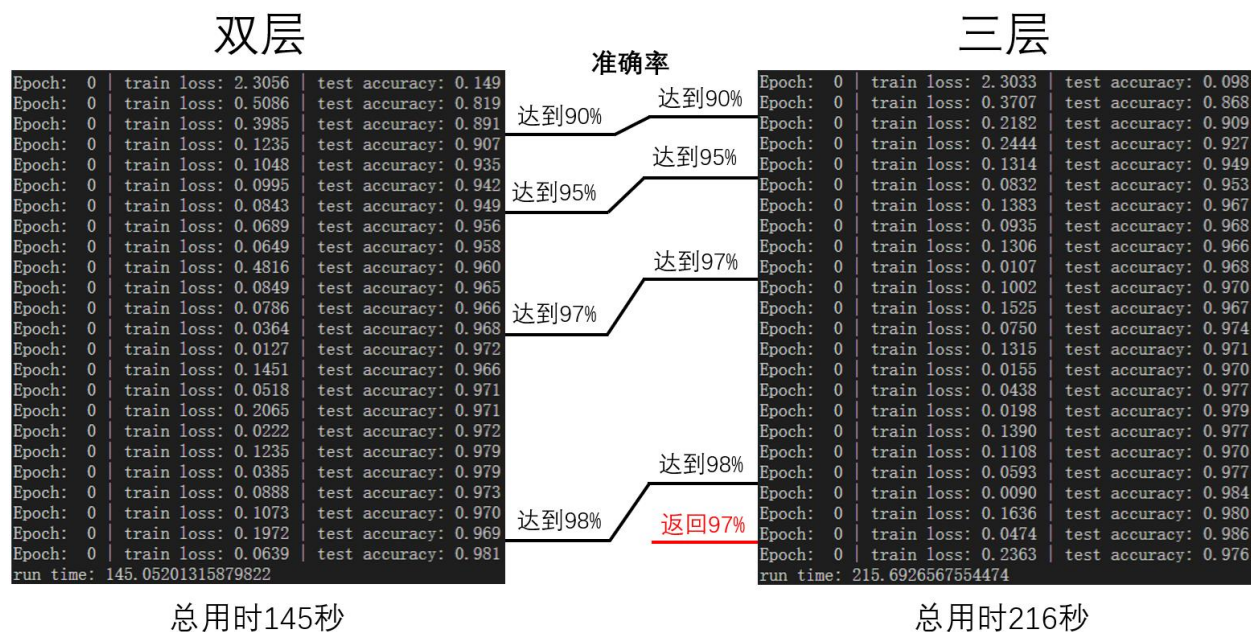 双层
三层
准确率
Epoch: 0 | train loss: 2.3056 | test accuracy: 0.149
Epoch: 0 | train loss: 0.5086 | test accuracy: 0.819
Epoch: 0 | train loss: 0.3985 | test accuracy: 0.891
Epoch: 0 | train loss: 0.1235 | test accuracy: 0.907
Epoch: 0 | train loss: 0.1048 | test accuracy: 0.935
Epoch: 0 | train loss: 0.0995 | test accuracy: 0.942
Epoch: 0 | train loss: 0.0843 | test accuracy: 0.949
Epoch: 0 | train loss: 0.0689 | test accuracy: 0.956
Epoch: 0 | train loss: 0.0649 | test accuracy: 0.958
Epoch: 0 | train loss: 0.4816 | test accuracy: 0.960
Epoch: 0 | train loss: 0.0849 | test accuracy: 0.965
Epoch: 0 | train loss: 0.0786 | test accuracy: 0.966
Epoch: 0 | train loss: 0.0364 | test accuracy: 0.968
Epoch: 0 | train loss: 0.0127 | test accuracy: 0.972
Epoch: 0 | train loss: 0.1451 | test accuracy: 0.966
Epoch: 0 | train loss: 0.0518 | test accuracy: 0.971
Epoch: 0 | train loss: 0.2065 | test accuracy: 0.971
Epoch: 0 | train loss: 0.0222 | test accuracy: 0.972
Epoch: 0 | train loss: 0.1235 | test accuracy: 0.979
Epoch: 0 | train loss: 0.0385 | test accuracy: 0.979
Epoch: 0 | train loss: 0.0888 | test accuracy: 0.973
Epoch: 0 | train loss: 0.1073 | test accuracy: 0.970
Epoch: 0 | train loss: 0.1972 | test accuracy: 0.969
Epoch: 0 | train loss: 0.0639 | test accuracy: 0.981
run time: 145.05201315879822
达到90%
达到90%
达到95%
达到95%
达到97%
达到97%
达到98%
达到98%
返回97%
Epoch: 0 | train loss: 2.3033 | test accuracy: 0.098
Epoch: 0 | train loss: 0.3707 | test accuracy: 0.868
Epoch: 0 | train loss: 0.2182 | test accuracy: 0.909
Epoch: 0 | train loss: 0.2444 | test accuracy: 0.927
Epoch: 0 | train loss: 0.1314 | test accuracy: 0.949
Epoch: 0 | train loss: 0.0832 | test accuracy: 0.953
Epoch: 0 | train loss: 0.1383 | test accuracy: 0.967
Epoch: 0 | train loss: 0.0935 | test accuracy: 0.968
Epoch: 0 | train loss: 0.1306 | test accuracy: 0.966
Epoch: 0 | train loss: 0.0107 | test accuracy: 0.968
Epoch: 0 | train loss: 0.1002 | test accuracy: 0.970
Epoch: 0 | train loss: 0.1525 | test accuracy: 0.967
Epoch: 0 | train loss: 0.0750 | test accuracy: 0.974
Epoch: 0 | train loss: 0.1315 | test accuracy: 0.971
Epoch: 0 | train loss: 0.0155 | test accuracy: 0.970
Epoch: 0 | train loss: 0.0438 | test accuracy: 0.977
Epoch: 0 | train loss: 0.0198 | test accuracy: 0.979
Epoch: 0 | train loss: 0.1390 | test accuracy: 0.977
Epoch: 0 | train loss: 0.1108 | test accuracy: 0.970
Epoch: 0 | train loss: 0.0593 | test accuracy: 0.977
Epoch: 0 | train loss: 0.0090 | test accuracy: 0.984
Epoch: 0 | train loss: 0.1636 | test accuracy: 0.980
Epoch: 0 | train loss: 0.0474 | test accuracy: 0.986
Epoch: 0 | train loss: 0.2363 | test accuracy: 0.976
run time: 215.6926567554474
总用时145秒
总用时216秒